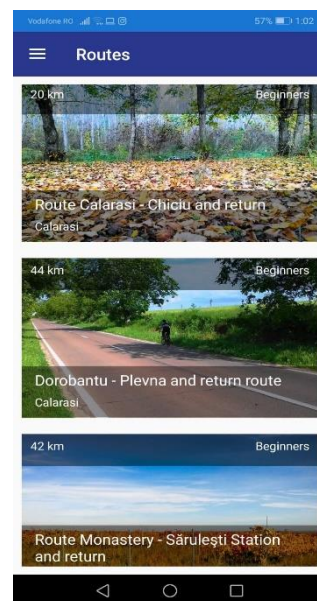 Vodafone RO 57% 1:02
Routes
20 km Beginners
Route Calarasi - Chiciu and return
Calarasi
44 km Beginners
Dorobantu - Plevna and return route
Calarasi
42 km Beginners
Route Monastery - Sărulești Station
and return